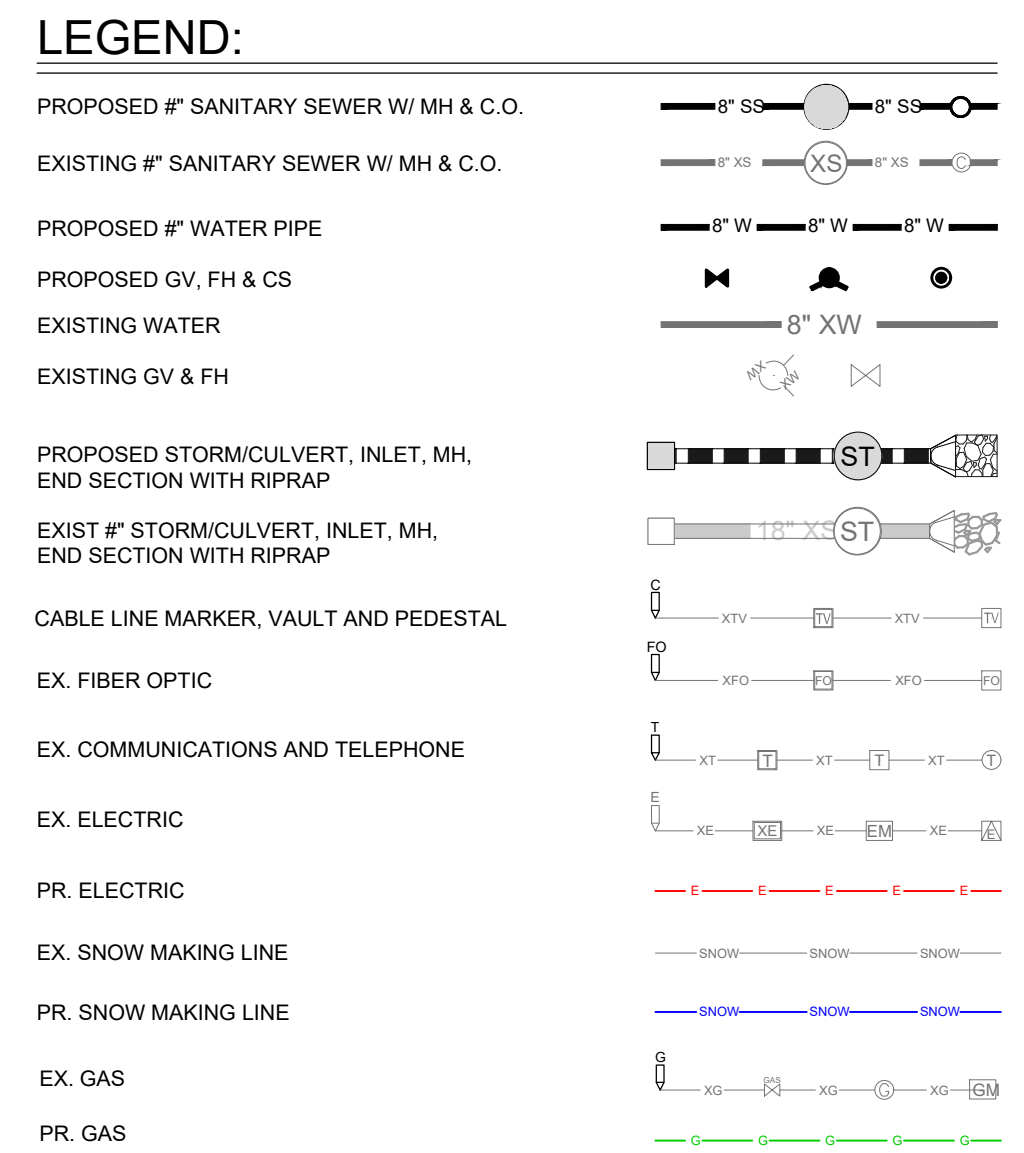 LEGEND:
PROPOSED #" SANITARY SEWER W/ MH & C.O.
8" SS 8" SS
EXISTING #" SANITARY SEWER W/ MH & C.O.
8" XS XS 8" XS C
PROPOSED #" WATER PIPE
8" W 8" W 8" W
PROPOSED GV, FH & CS
EXISTING WATER
8" XW
EXISTING GV & FH
XW XW
PROPOSED STORM/CULVERT, INLET, MH,
END SECTION WITH RIPRAP
ST
EXIST #" STORM/CULVERT, INLET, MH,
END SECTION WITH RIPRAP
18" XS ST
CABLE LINE MARKER, VAULT AND PEDESTAL
C
XTV TV XTV TV
EX. FIBER OPTIC
FO
XFO FO XFO FO
EX. COMMUNICATIONS AND TELEPHONE
T
XT T XT T XT T
EX. ELECTRIC
E
XE XE XE EM XE E
PR. ELECTRIC
E E E E E
EX. SNOW MAKING LINE
SNOW SNOW SNOW
PR. SNOW MAKING LINE
SNOW SNOW SNOW
EX. GAS
G
XG GAS XG G XG GM
PR. GAS
G G G G G